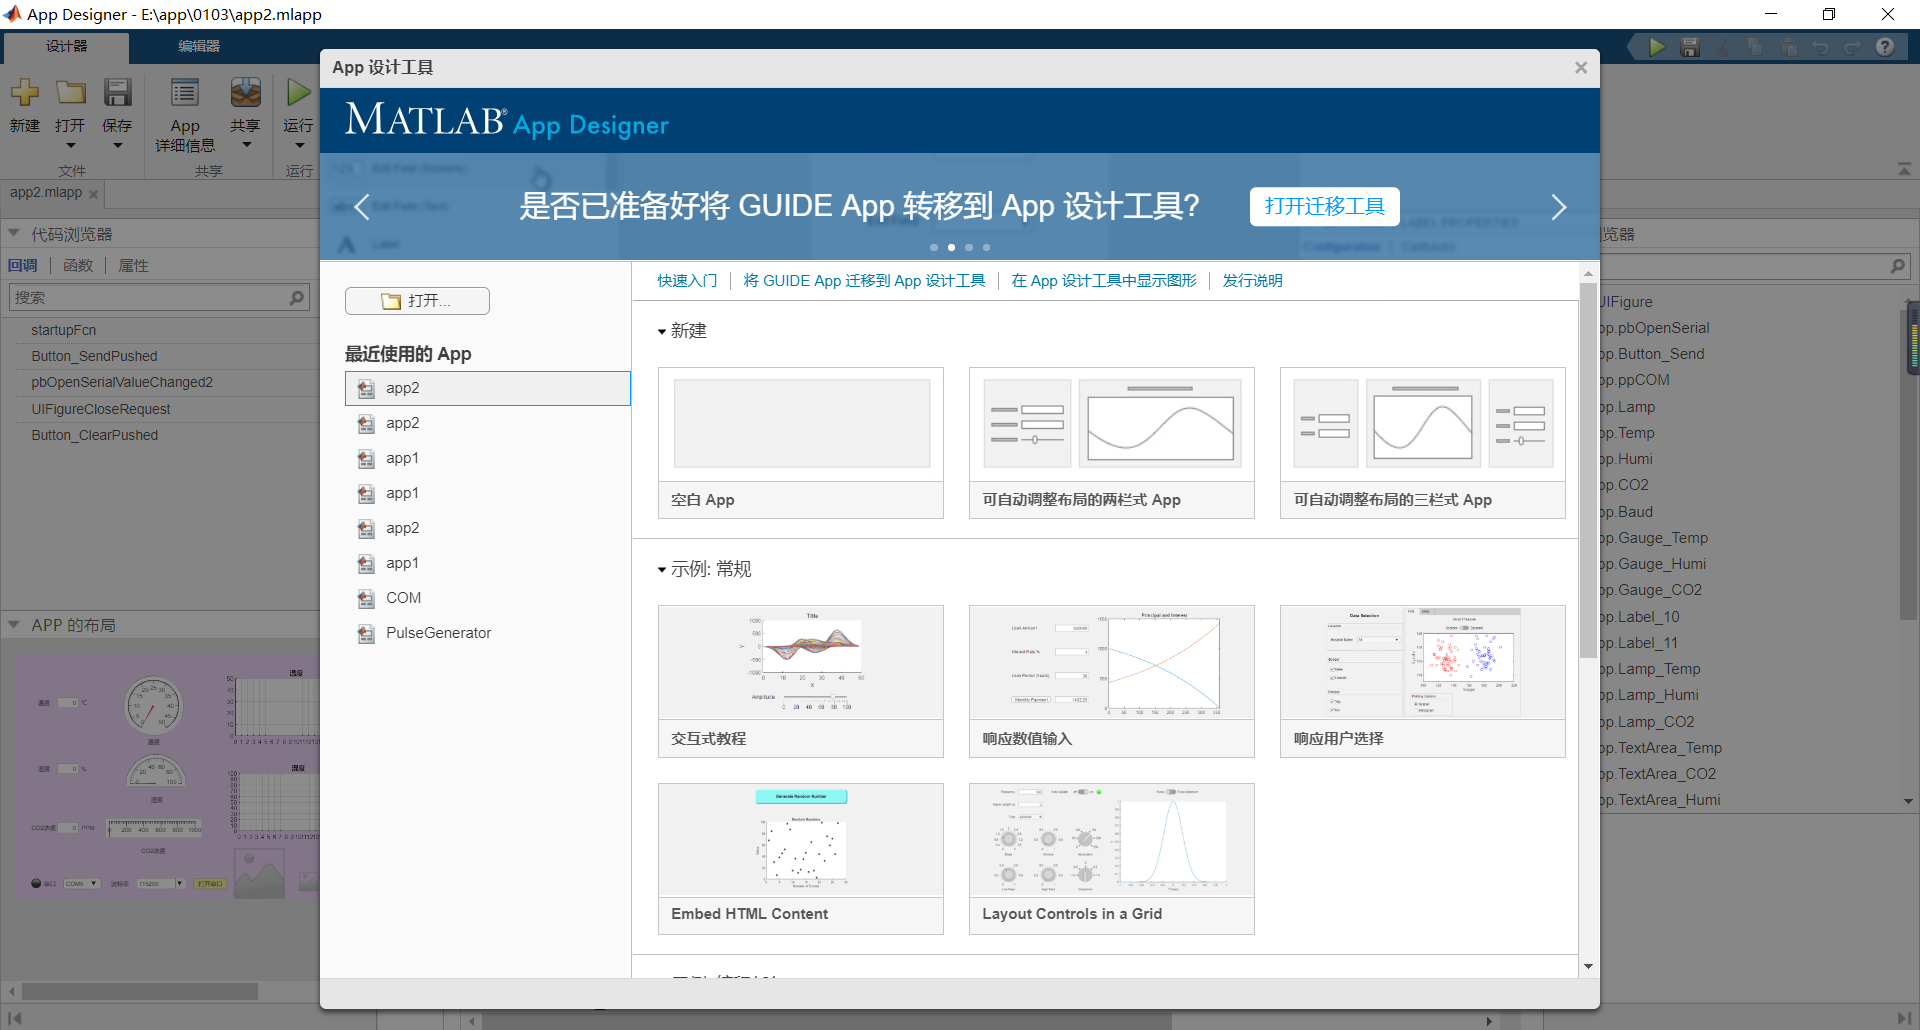 App Designer - E:\app\0103\app2.mlapp
设计器
编辑器
新建
打开
保存
App
详细信息
共享
运行
文件
共享
运行
app2.mlapp
代码浏览器
回调
函数
属性
搜索
startupFcn
Button_SendPushed
pbOpenSerialValueChanged2
UIFigureCloseRequest
Button_ClearPushed
APP 的布局
App 设计工具
MATLAB® App Designer
是否已准备好将 GUIDE App 转移到 App 设计工具?
打开迁移工具
打开...
最近使用的 App
app2
app2
app1
app1
app2
app1
COM
PulseGenerator
快速入门
将 GUIDE App 迁移到 App 设计工具
在 App 设计工具中显示图形
发行说明
新建
空白 App
可自动调整布局的两栏式 App
可自动调整布局的三栏式 App
示例: 常规
交互式教程
响应数值输入
响应用户选择
Title
Amplitude
Principal and Interest
Data Selection
Generate Random Number
Random Numbers
Embed HTML Content
Layout Controls in a Grid
览器
UIFigure
pp.pbOpenSerial
pp.Button_Send
pp.ppCOM
pp.Lamp
pp.Temp
pp.Humi
pp.CO2
pp.Baud
pp.Gauge_Temp
pp.Gauge_Humi
pp.Gauge_CO2
pp.Label_10
pp.Label_11
pp.Lamp_Temp
pp.Lamp_Humi
pp.Lamp_CO2
pp.TextArea_Temp
pp.TextArea_CO2
pp.TextArea_Humi